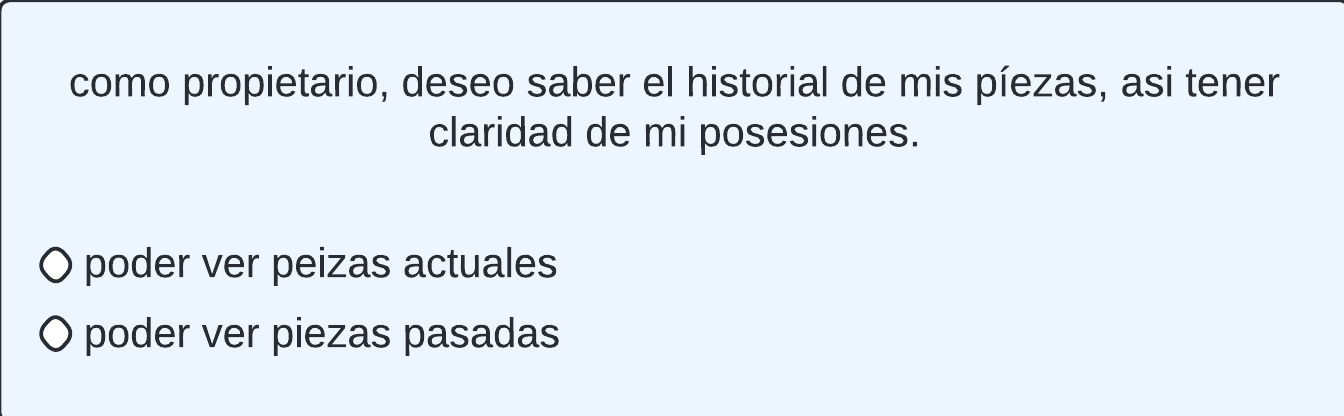 como propietario, deseo saber el historial de mis píezas, asi tener
claridad de mi posesiones.
poder ver peizas actuales
poder ver piezas pasadas